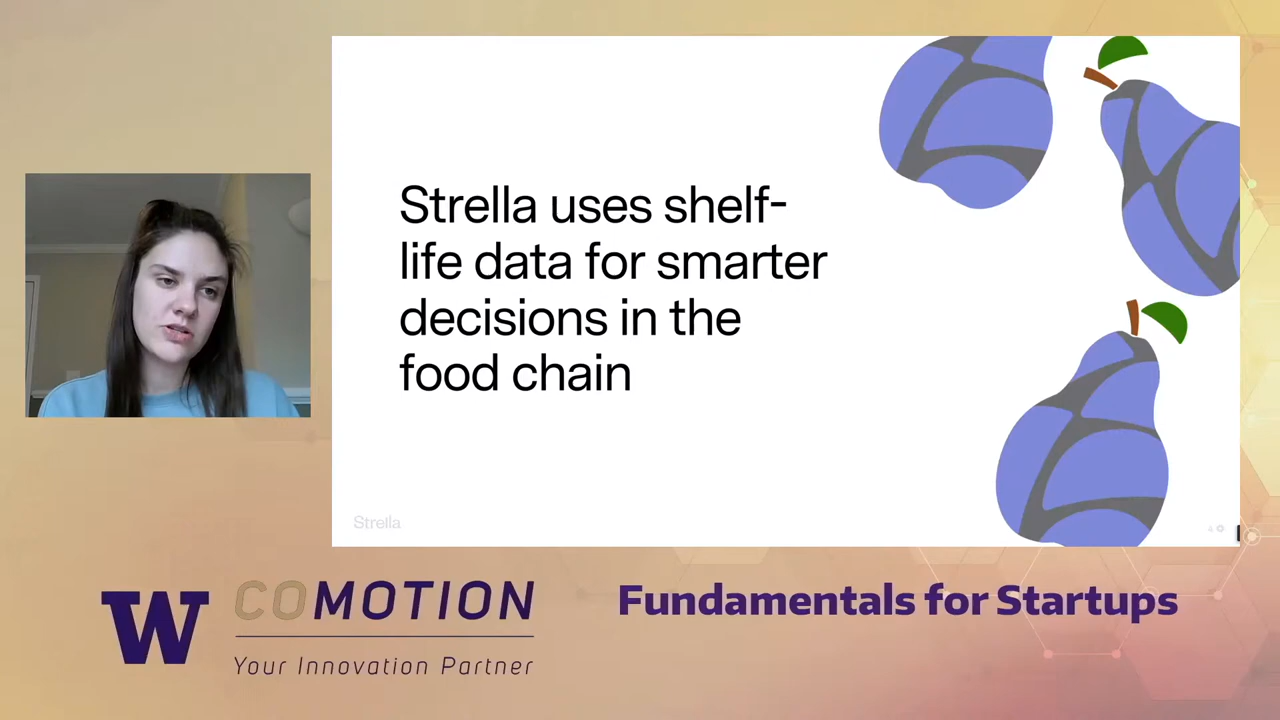 Strella uses shelf-
life data for smarter
decisions in the
food chain
Strella
4
W
COMOTION
Your Innovation Partner
Fundamentals for Startups